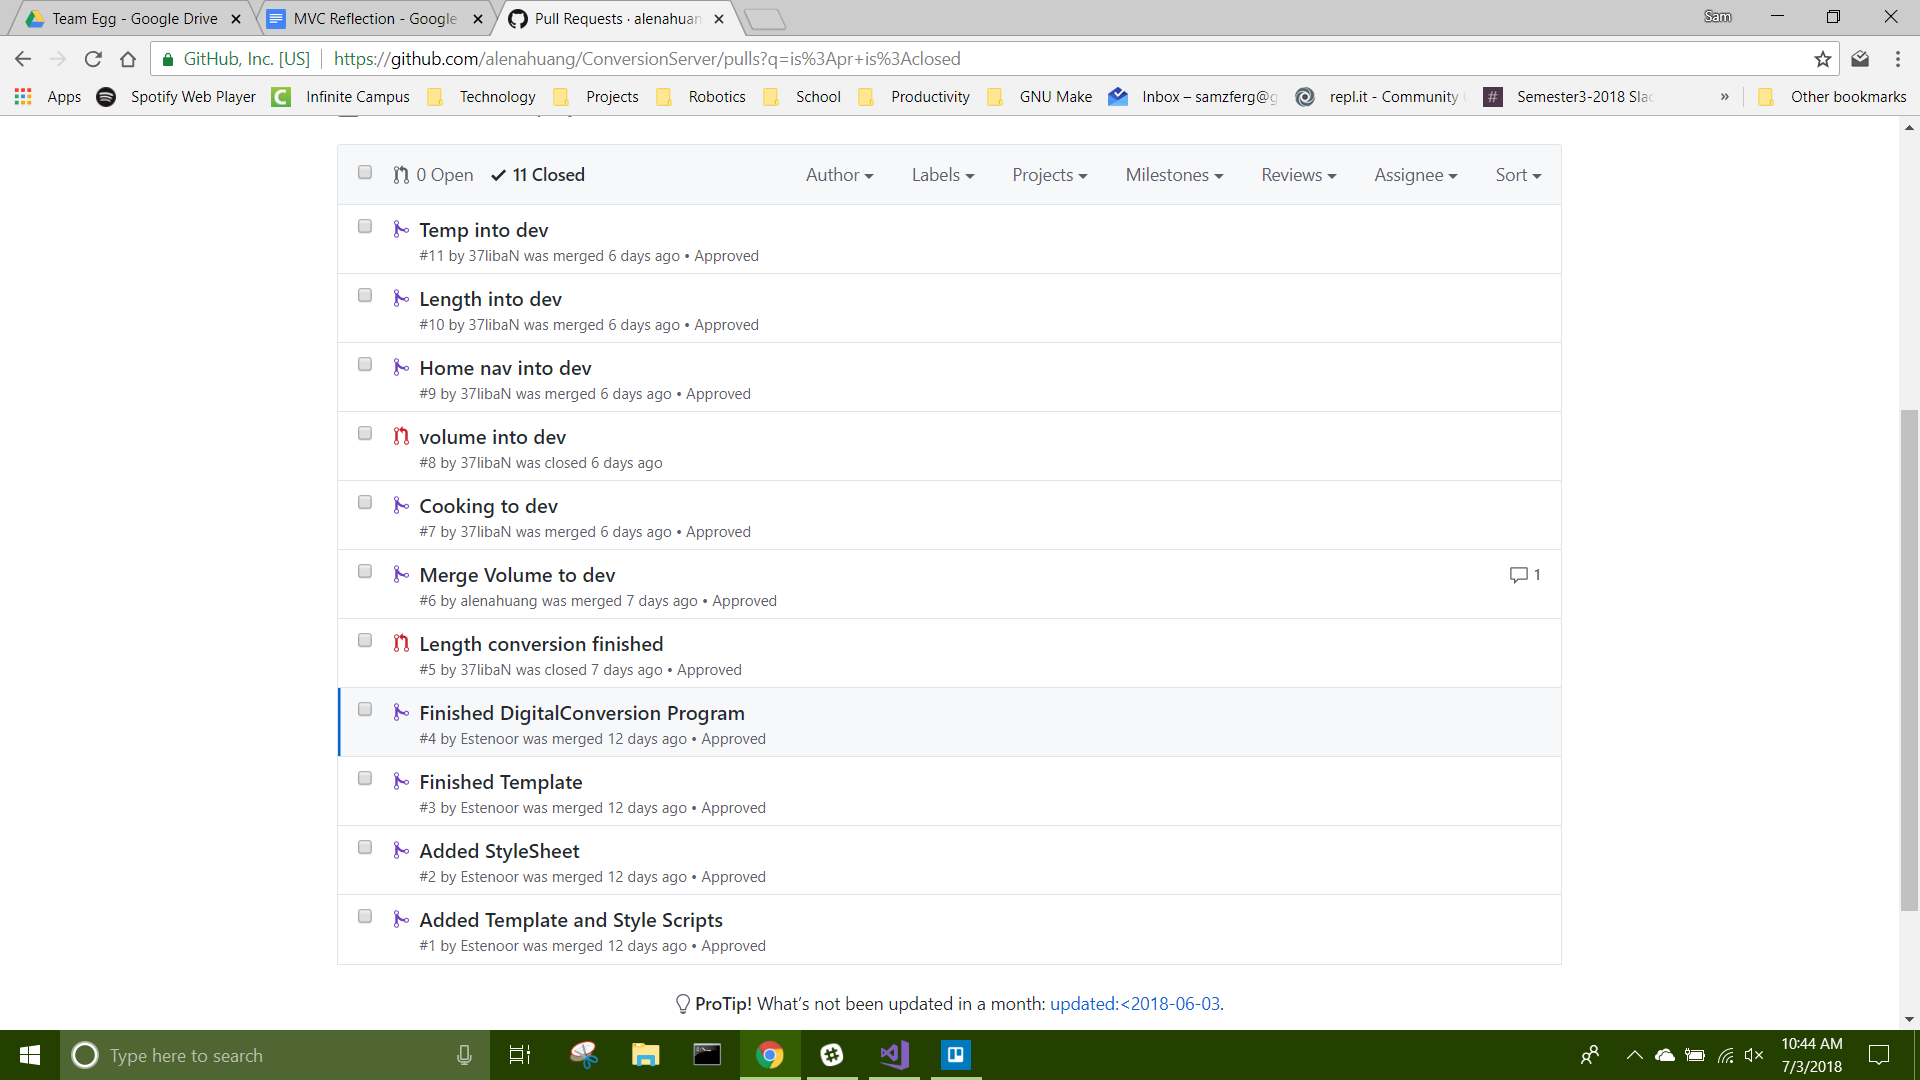 Team Egg - Google Drive
MVC Reflection - Google
Pull Requests · alenahuan
Sam
GitHub, Inc. [US]
https://github.com/alenahuang/ConversionServer/pulls?q=is%3Apr+is%3Aclosed
Apps
Spotify Web Player
Infinite Campus
Technology
Projects
Robotics
School
Productivity
GNU Make
Inbox – samzferg@g
repl.it - Community
Semester3-2018 Sla
»
Other bookmarks
0 Open
11 Closed
Author
Labels
Projects
Milestones
Reviews
Assignee
Sort
Temp into dev
#11 by 37libaN was merged 6 days ago • Approved
Length into dev
#10 by 37libaN was merged 6 days ago • Approved
Home nav into dev
#9 by 37libaN was merged 6 days ago • Approved
volume into dev
#8 by 37libaN was closed 6 days ago
Cooking to dev
#7 by 37libaN was merged 6 days ago • Approved
Merge Volume to dev
1
#6 by alenahuang was merged 7 days ago • Approved
Length conversion finished
#5 by 37libaN was closed 7 days ago • Approved
Finished DigitalConversion Program
#4 by Estenoor was merged 12 days ago • Approved
Finished Template
#3 by Estenoor was merged 12 days ago • Approved
Added StyleSheet
#2 by Estenoor was merged 12 days ago • Approved
Added Template and Style Scripts
#1 by Estenoor was merged 12 days ago • Approved
ProTip! What's not been updated in a month: updated:<2018-06-03.
Type here to search
10:44 AM
7/3/2018